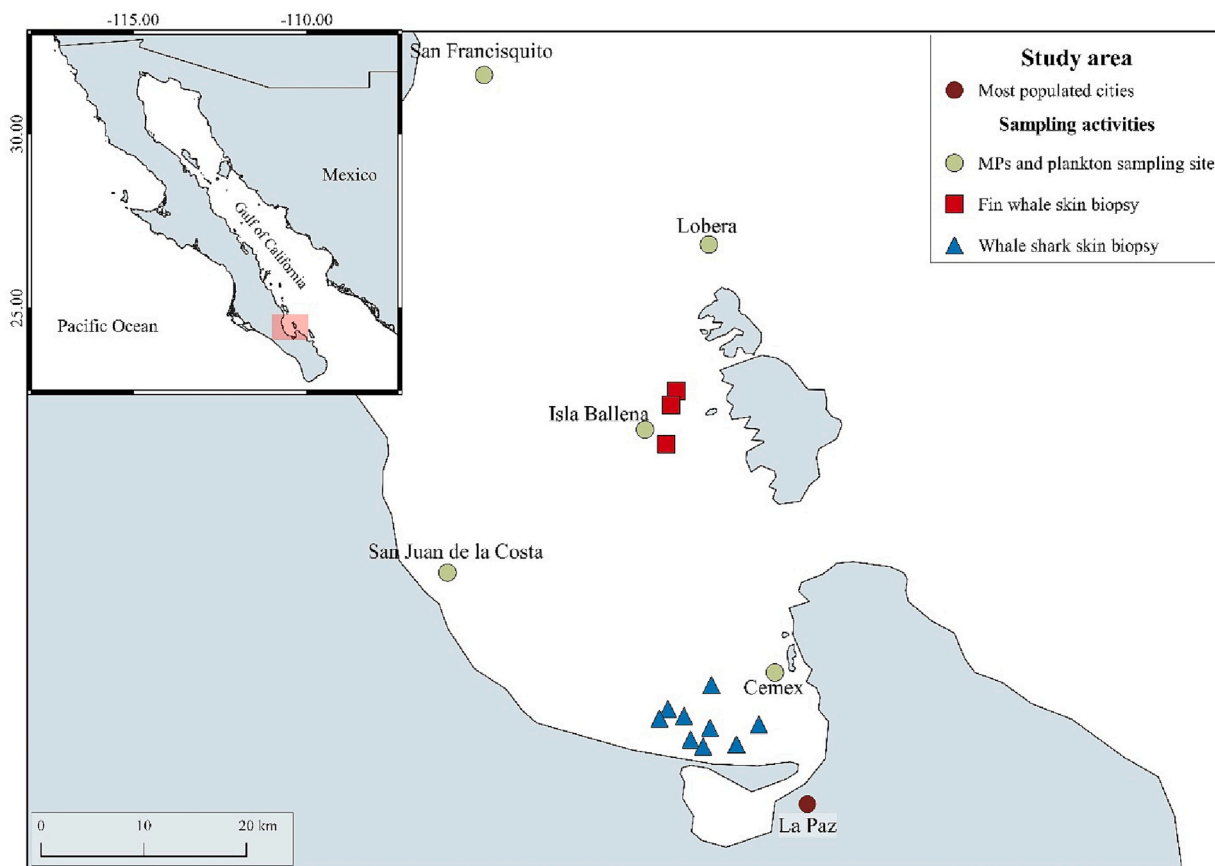 -115.00
-110.00
30.00
25.00
Mexico
Gulf of California
Pacific Ocean
San Francisquito
Lobera
Isla Ballena
San Juan de la Costa
Cemex
La Paz
Study area
Most populated cities
Sampling activities
MPs and plankton sampling site
Fin whale skin biopsy
Whale shark skin biopsy
0 10 20 km